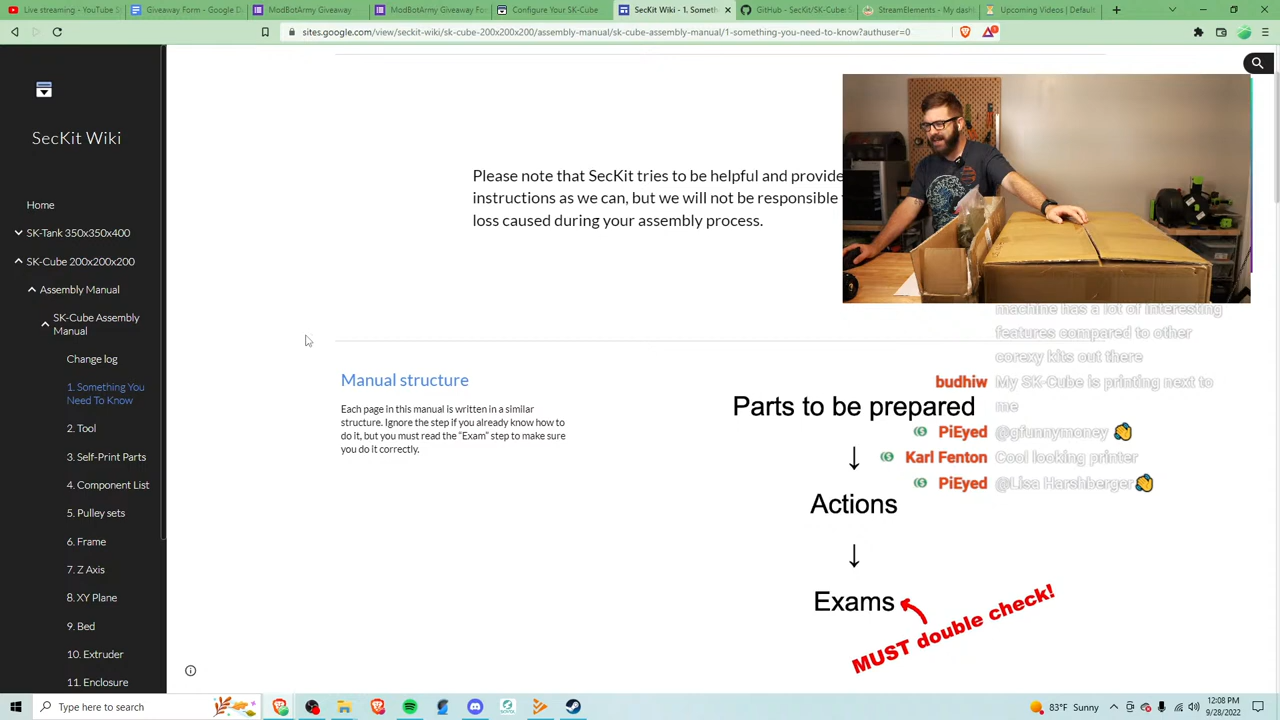 Live streaming S
Giveaway Form - Google D
ModBotArmy Giveaway
ModBotArmy Giveaway For
Configure Your SK-Cube
SecKit Wiki - 1. Someth
GitHub - SK-Cube: S
StreamElements - My dash
Upcoming Videos | Default
sites.google.com/view/seckit-wiki/sk-cube-200x200x200/assembly-manual/sk-cube-assembly-manual/1-something-you-need-to-know?authuser=0
SecKit Wiki
Home
SK-Tank 350x350x400
SK-Cube 200x200x200
Assembly Manual
SK-Cube Assembly
Manual
Change log
1. Something You
Need To Know
2. Tool
3. Self-Print Parts
4. Component List
5. Pulley sets
6. Frame
7. Z Axis
8. XY Plane
9. Bed
10. Extruder
11. Enclosure
Please note that SecKit tries to be helpful and provide
instructions as we can, but we will not be responsible
loss caused during your assembly process.
Manual structure
Each page in this manual is written in a similar
structure. Ignore the step if you already know how to
do it, but you must read the "Exam" step to make sure
you do it correctly.
Parts to be prepared
↓
Actions
↓
Exams
MUST double check!
machine has a lot of interesting
features compared to other
corexy kits out there
budhiw My SK-Cube is printing next to
me
PiEyed @gfunnymoney
Karl Fenton Cool looking printer
PiEyed @Lisa Harshberger
Type here to search
83°F Sunny
12:08 PM
9/28/2022